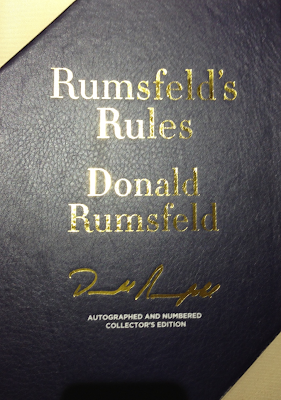 Rumsfeld's
Rules
Donald
Rumsfeld
AUTOGRAPHED AND NUMBERED
COLLECTOR'S EDITION